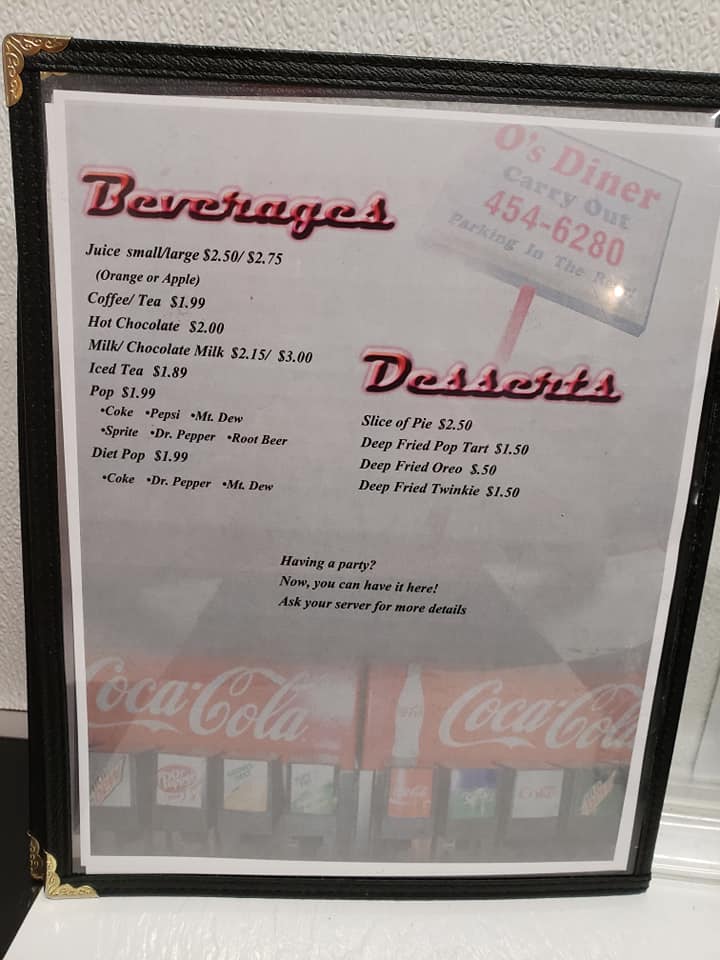 O's Diner
Carry Out
454-6280
Parking In The
Beverages
Juice small/large $2.50/ $2.75
(Orange or Apple)
Coffee/ Tea $1.99
Hot Chocolate $2.00
Milk/ Chocolate Milk $2.15/ $3.00
Iced Tea $1.89
Pop $1.99
•Coke •Pepsi •Mt. Dew
•Sprite •Dr. Pepper •Root Beer
Diet Pop $1.99
•Coke •Dr. Pepper •Mt. Dew
Desserts
Slice of Pie $2.50
Deep Fried Pop Tart $1.50
Deep Fried Oreo $.50
Deep Fried Twinkie $1.50
Having a party?
Now, you can have it here!
Ask your server for more details
Coca-Cola
Coca-Cola
Dr Pepper